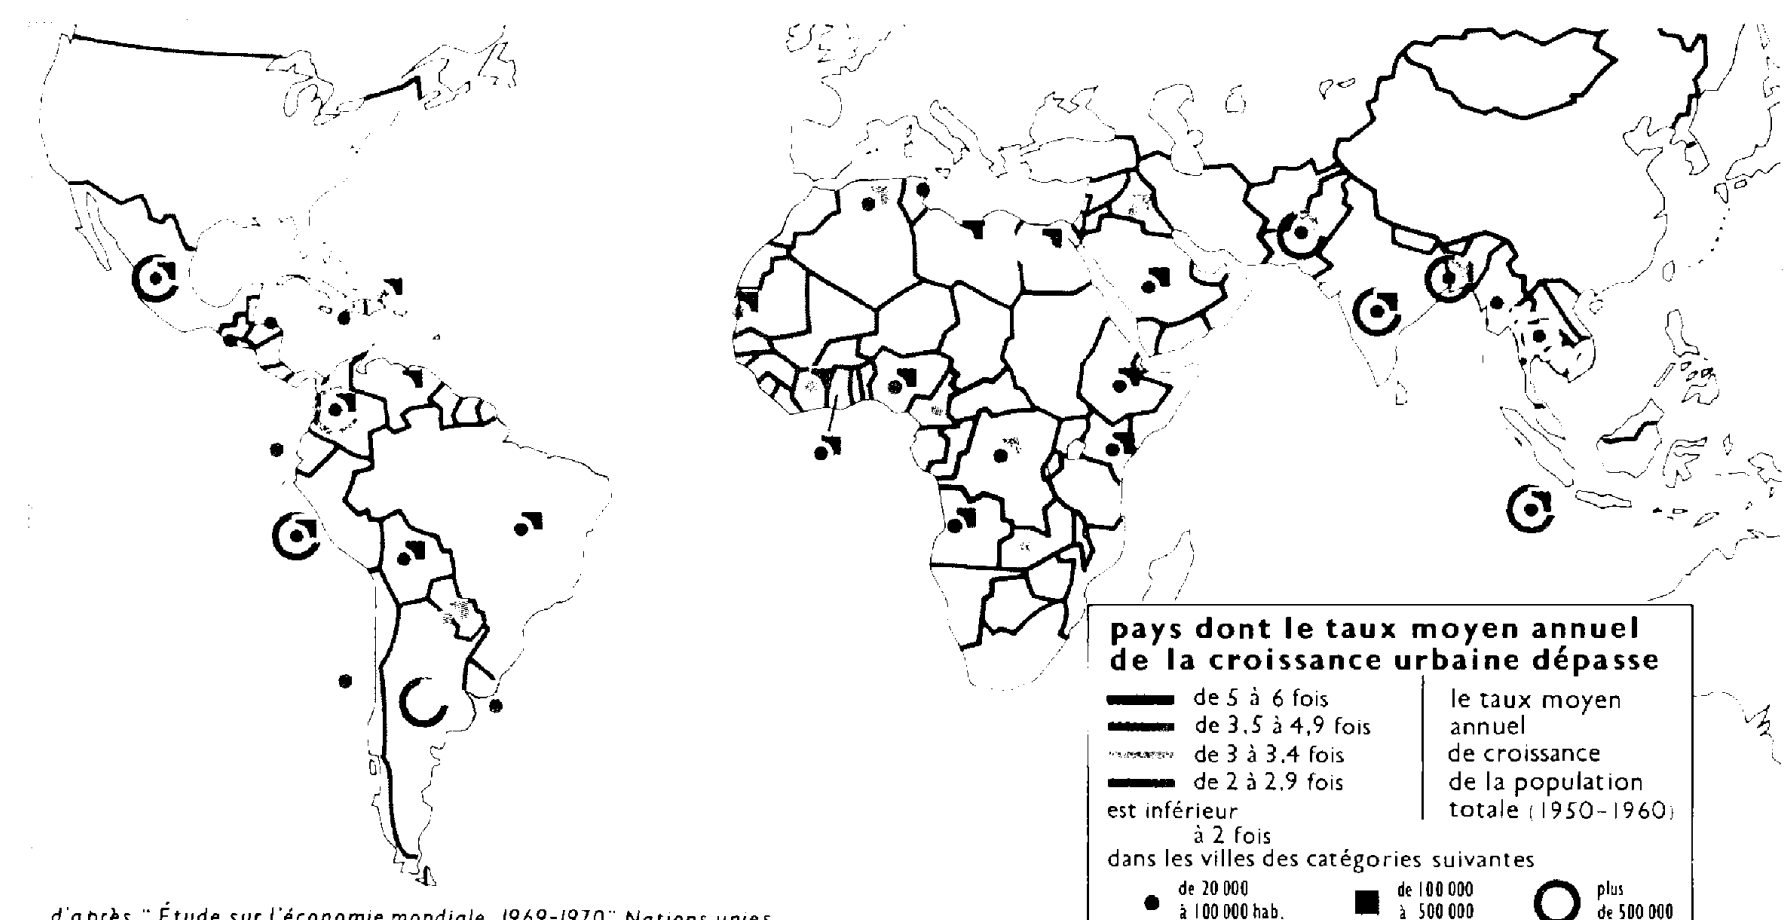 pays dont le taux moyen annuel
de la croissance urbaine dépasse
de 5 à 6 fois
de 3,5 à 4,9 fois
de 3 à 3,4 fois
de 2 à 2,9 fois
est inférieur
à 2 fois
le taux moyen
annuel
de croissance
de la population
totale (1950-1960)
dans les villes des catégories suivantes
de 20 000
à 100 000 hab.
de 100 000
à 500 000
plus
de 500 000
d'après " Étude sur l'économie mondiale, 1969-1970" Nations unies